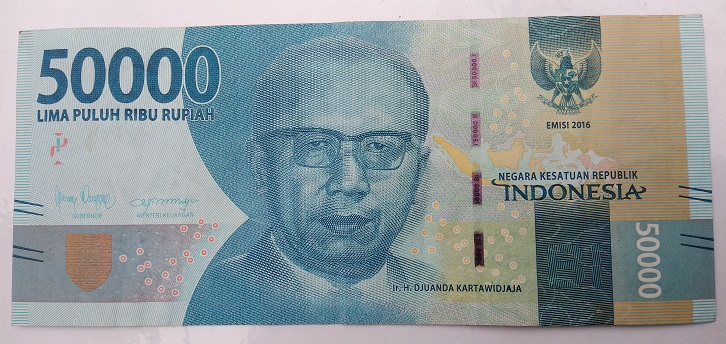 50000
LIMA PULUH RIBU RUPIAH
GUBERNUR
MENTERI KEUANGAN
EMISI 2016
NEGARA KESATUAN REPUBLIK
INDONESIA
Ir. H. DJUANDA KARTAWIDJAJA
50000